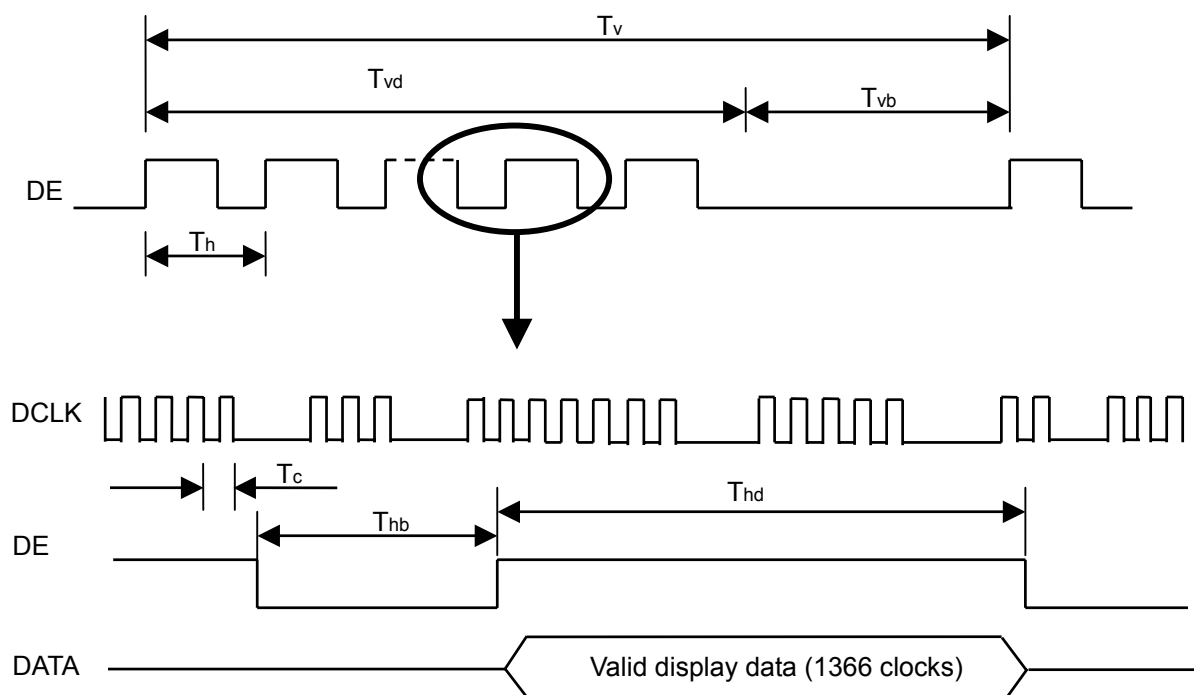 Tv
Tvd
Tvb
DE
Th
DCLK
Tc
Thd
Thb
DE
DATA
Valid display data (1366 clocks)